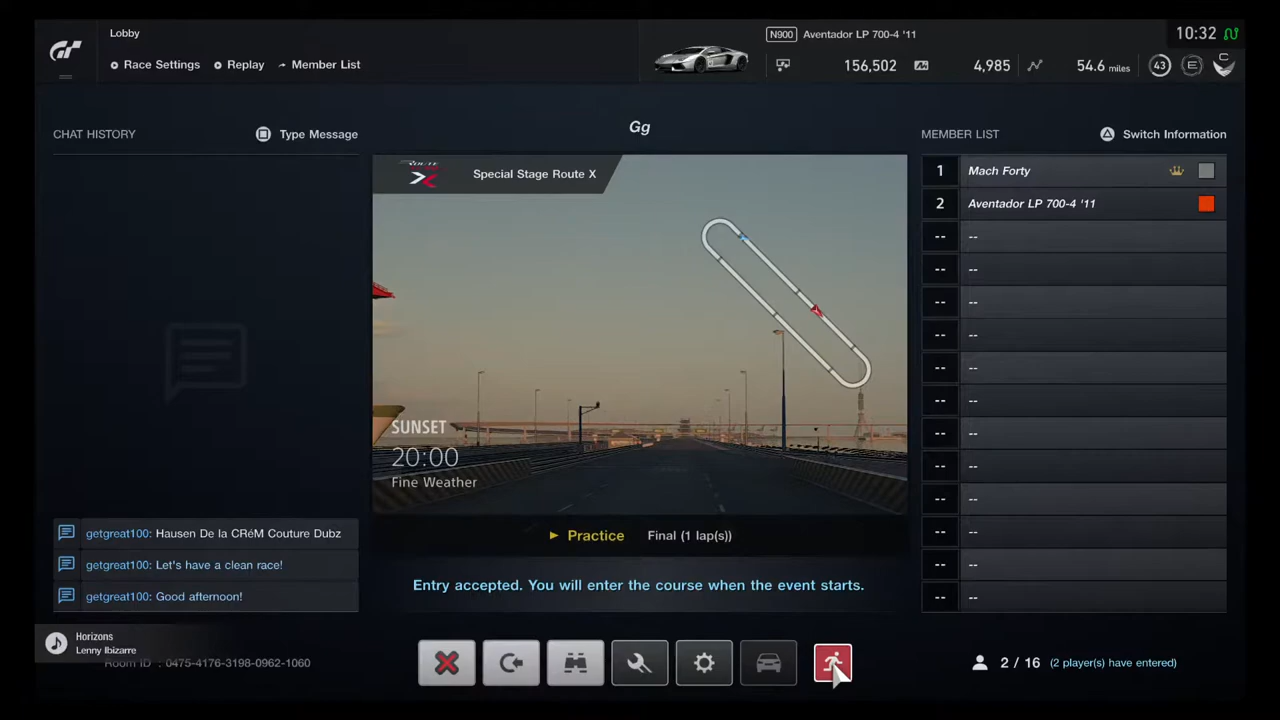 Lobby
Race Settings
Replay
Member List
N900
Aventador LP 700-4 '11
156,502
4,985
54.6 miles
10:32
43
E
C
CHAT HISTORY
Type Message
Gg
MEMBER LIST
Switch Information
Special Stage Route X
1 Mach Forty
2 Aventador LP 700-4 '11
-- --
-- --
-- --
-- --
-- --
-- --
-- --
-- --
-- --
-- --
-- --
-- --
SUNSET
20:00
Fine Weather
getgreat100: Hausen De la CRéM Couture Dubz
getgreat100: Let's have a clean race!
getgreat100: Good afternoon!
Practice
Final (1 lap(s))
Entry accepted. You will enter the course when the event starts.
Horizons
Lenny Ibizarre
Room ID : 0475-4176-3198-0962-1060
2 / 16
(2 player(s) have entered)